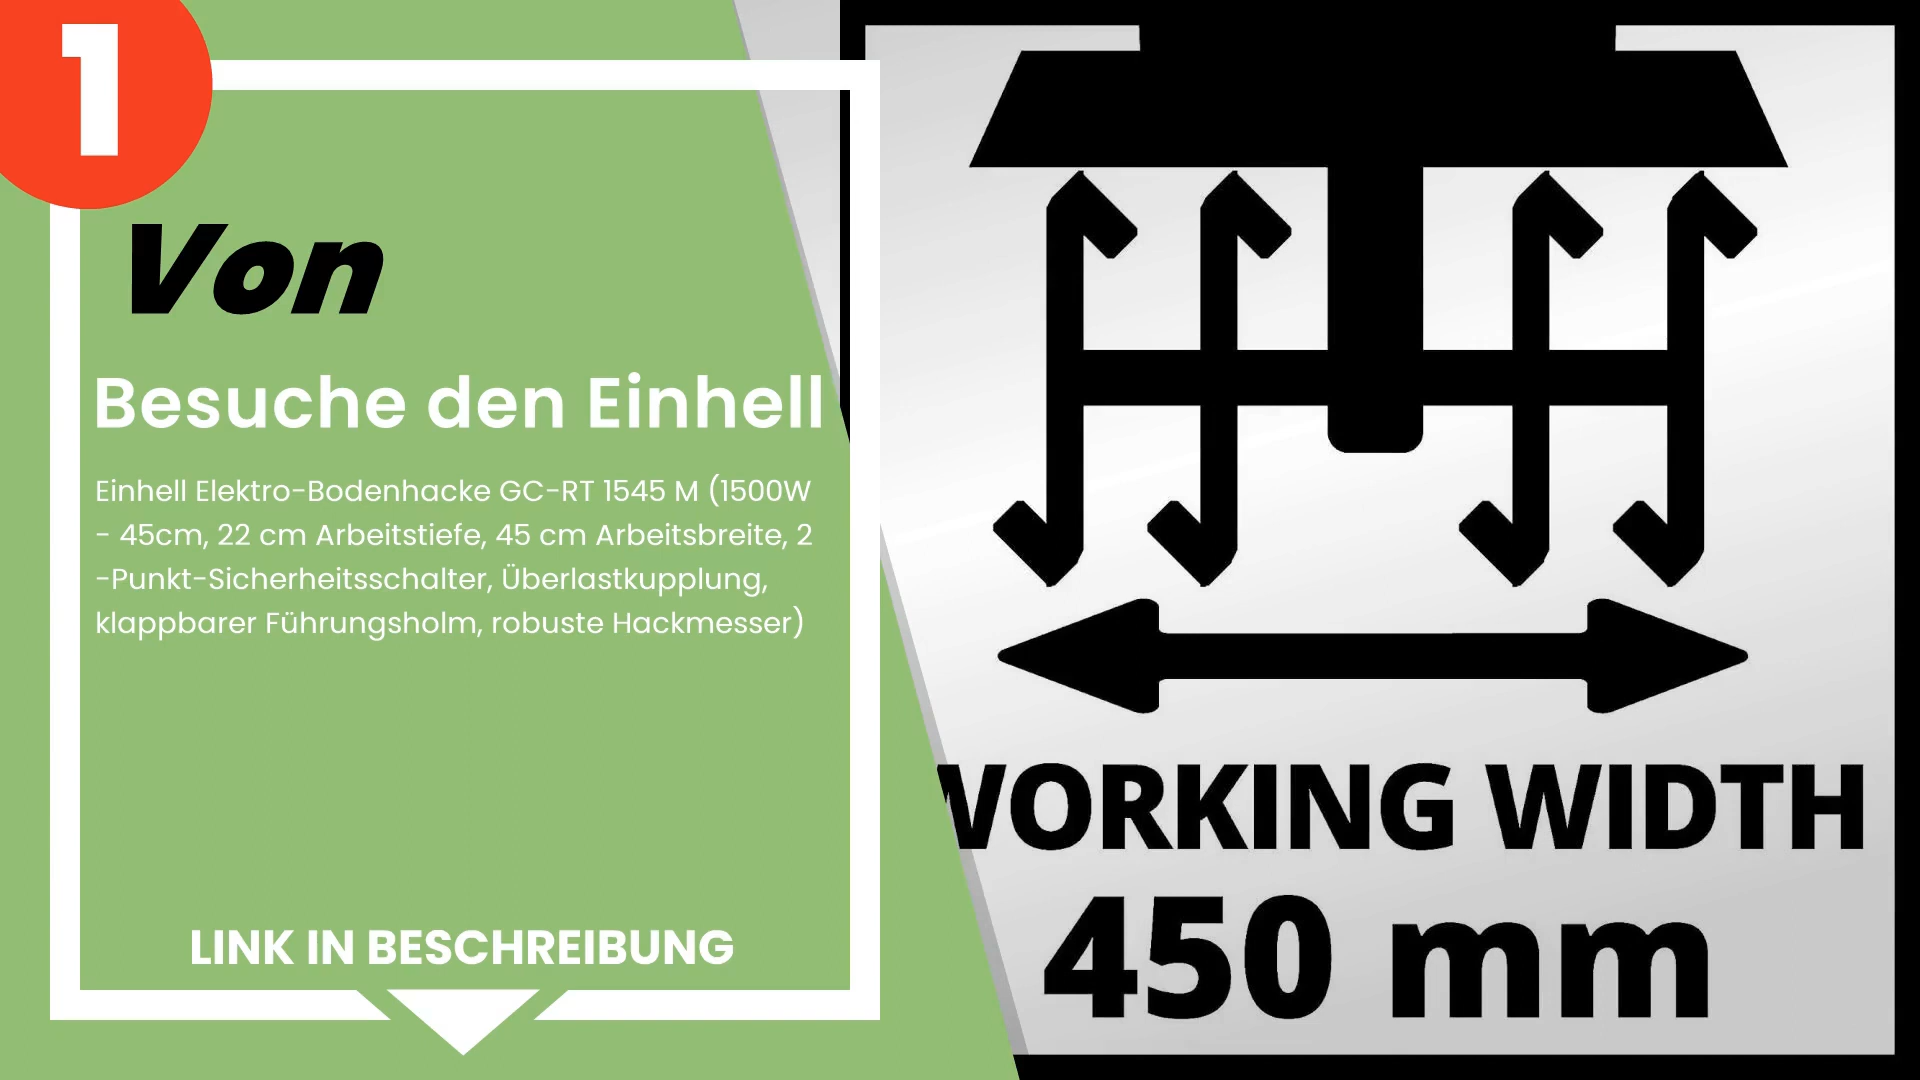 1
Von
Besuche den Einhell
Einhell Elektro-Bodenhacke GC-RT 1545 M (1500W
- 45cm, 22 cm Arbeitstiefe, 45 cm Arbeitsbreite, 2
-Punkt-Sicherheitsschalter, Überlastkupplung,
klappbarer Führungsholm, robuste Hackmesser)
LINK IN BESCHREIBUNG
WORKING WIDTH
450 mm